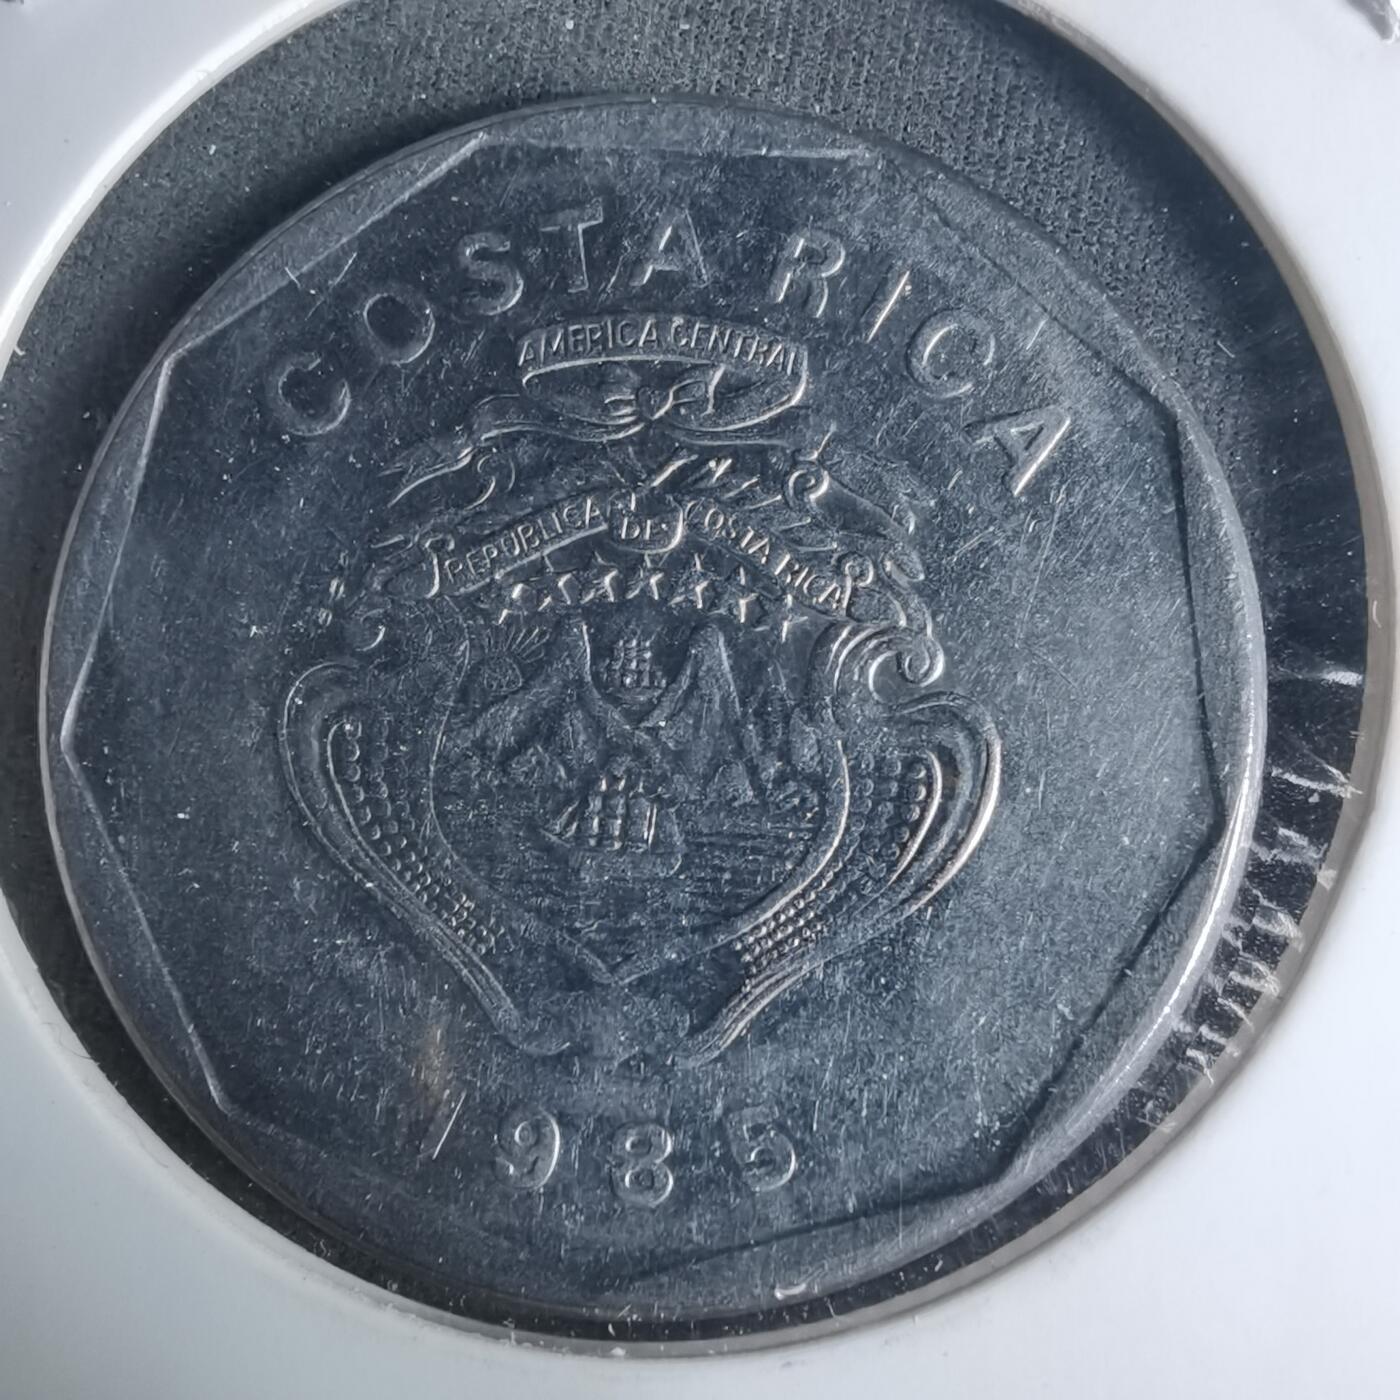 COSTA RICA
AMERICA CENTRAL
REPUBLICA DE COSTA RICA
1985